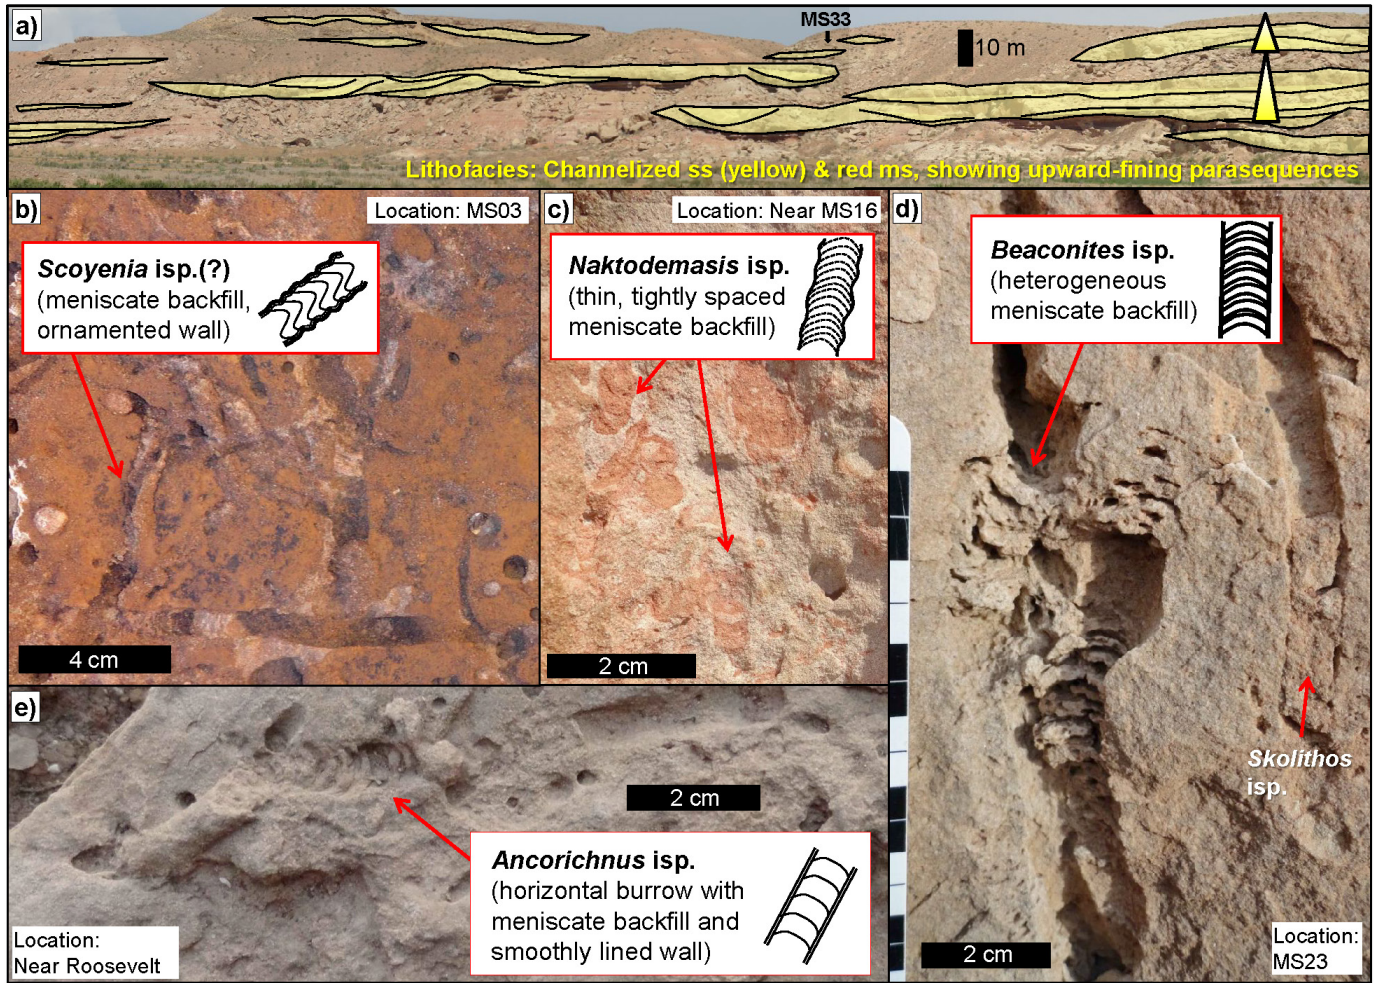 a)
MS33
10 m
Lithofacies: Channelized ss (yellow) & red ms, showing upward-fining parasequences
b)
Location: MS03
Scoyenia isp.(?)
(meniscate backfill,
ornamented wall)
4 cm
c)
Location: Near MS16
Naktodemasis isp.
(thin, tightly spaced
meniscate backfill)
2 cm
d)
Beaconites isp.
(heterogeneous
meniscate backfill)
Skolithos
isp.
2 cm
Location:
MS23
e)
2 cm
Ancorichnus isp.
(horizontal burrow with
meniscate backfill and
smoothly lined wall)
Location:
Near Roosevelt